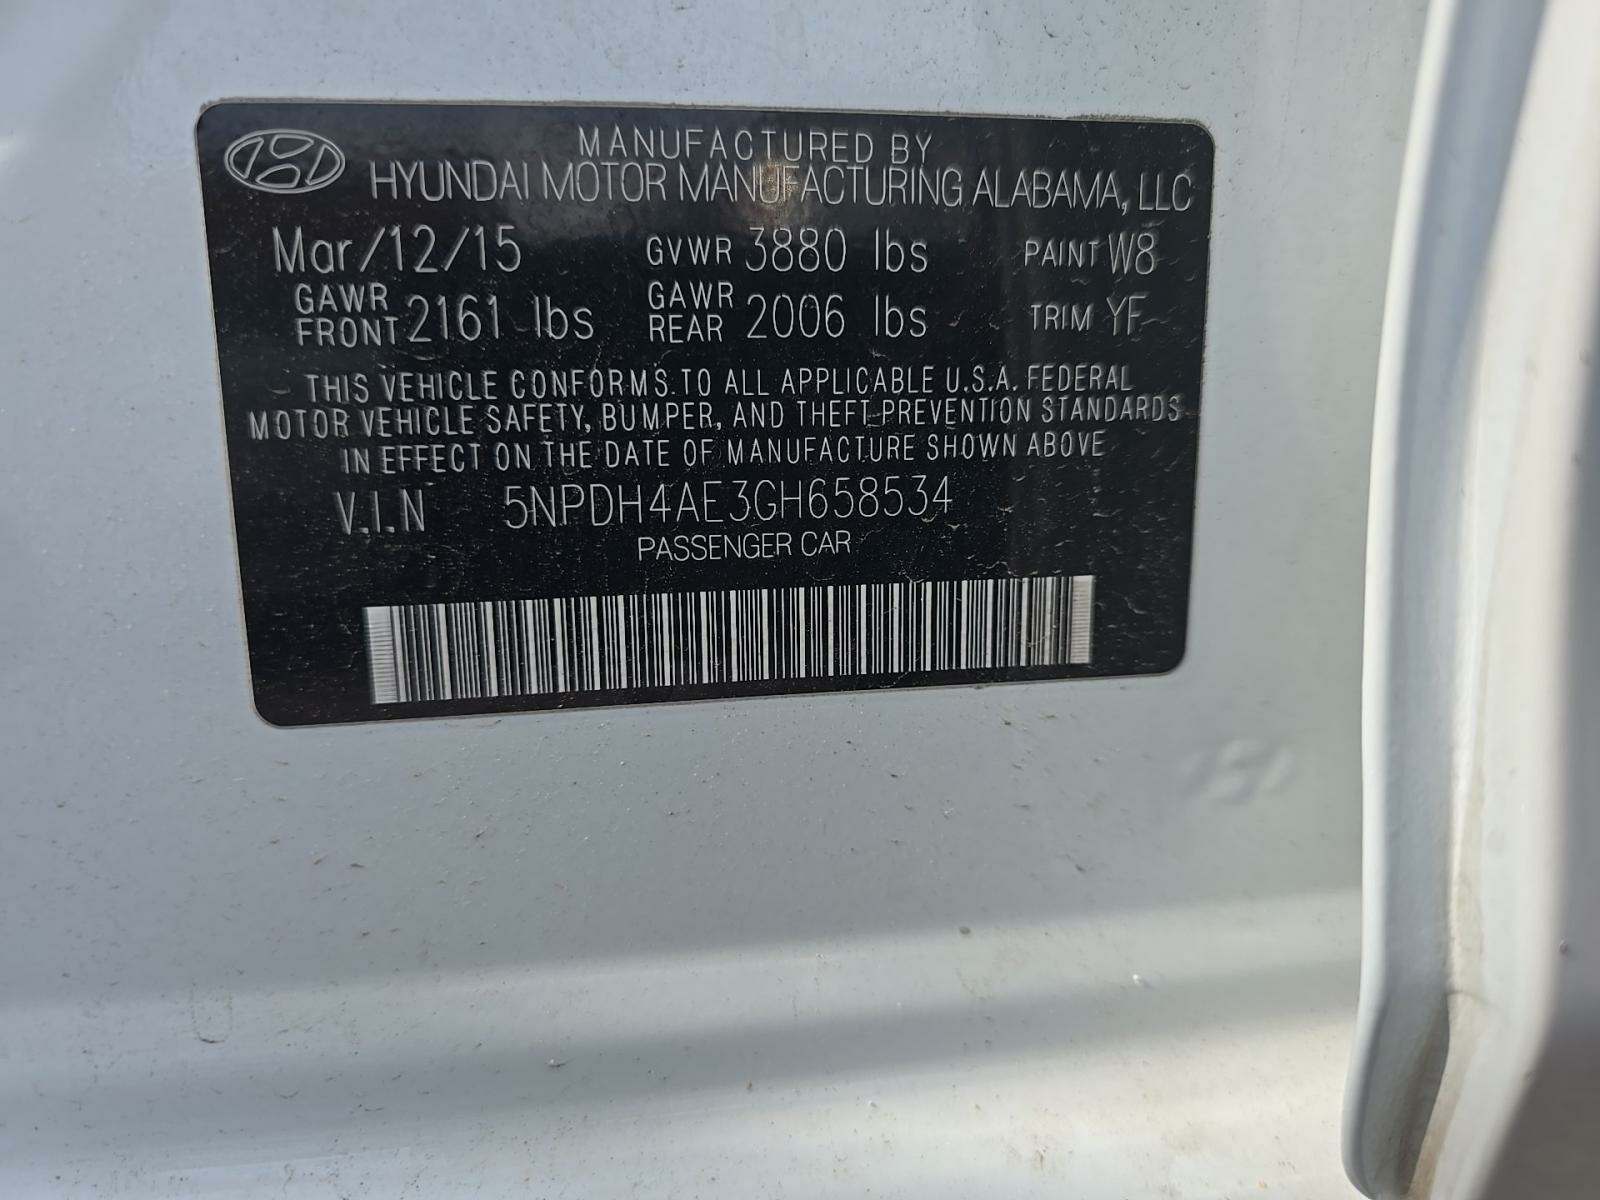 MANUFACTURED BY
HYUNDAI MOTOR MANUFACTURING ALABAMA, LLC
Mar/12/15 GVWR 3880 lbs PAINT W8
GAWR FRONT 2161 lbs GAWR REAR 2006 lbs TRIM YF
THIS VEHICLE CONFORMS TO ALL APPLICABLE U.S.A. FEDERAL
MOTOR VEHICLE SAFETY, BUMPER, AND THEFT PREVENTION STANDARDS
IN EFFECT ON THE DATE OF MANUFACTURE SHOWN ABOVE
V.I.N 5NPDH4AE3GH658534
PASSENGER CAR